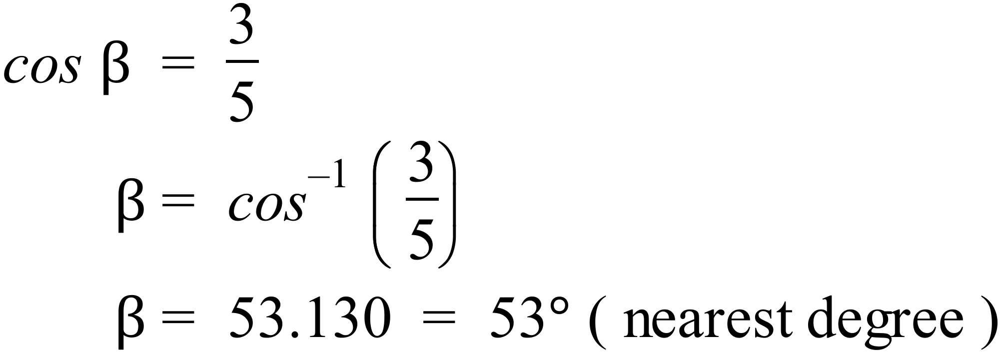 cos β = 3/5
β = cos⁻¹ (3/5)
β = 53.130 = 53° ( nearest degree )